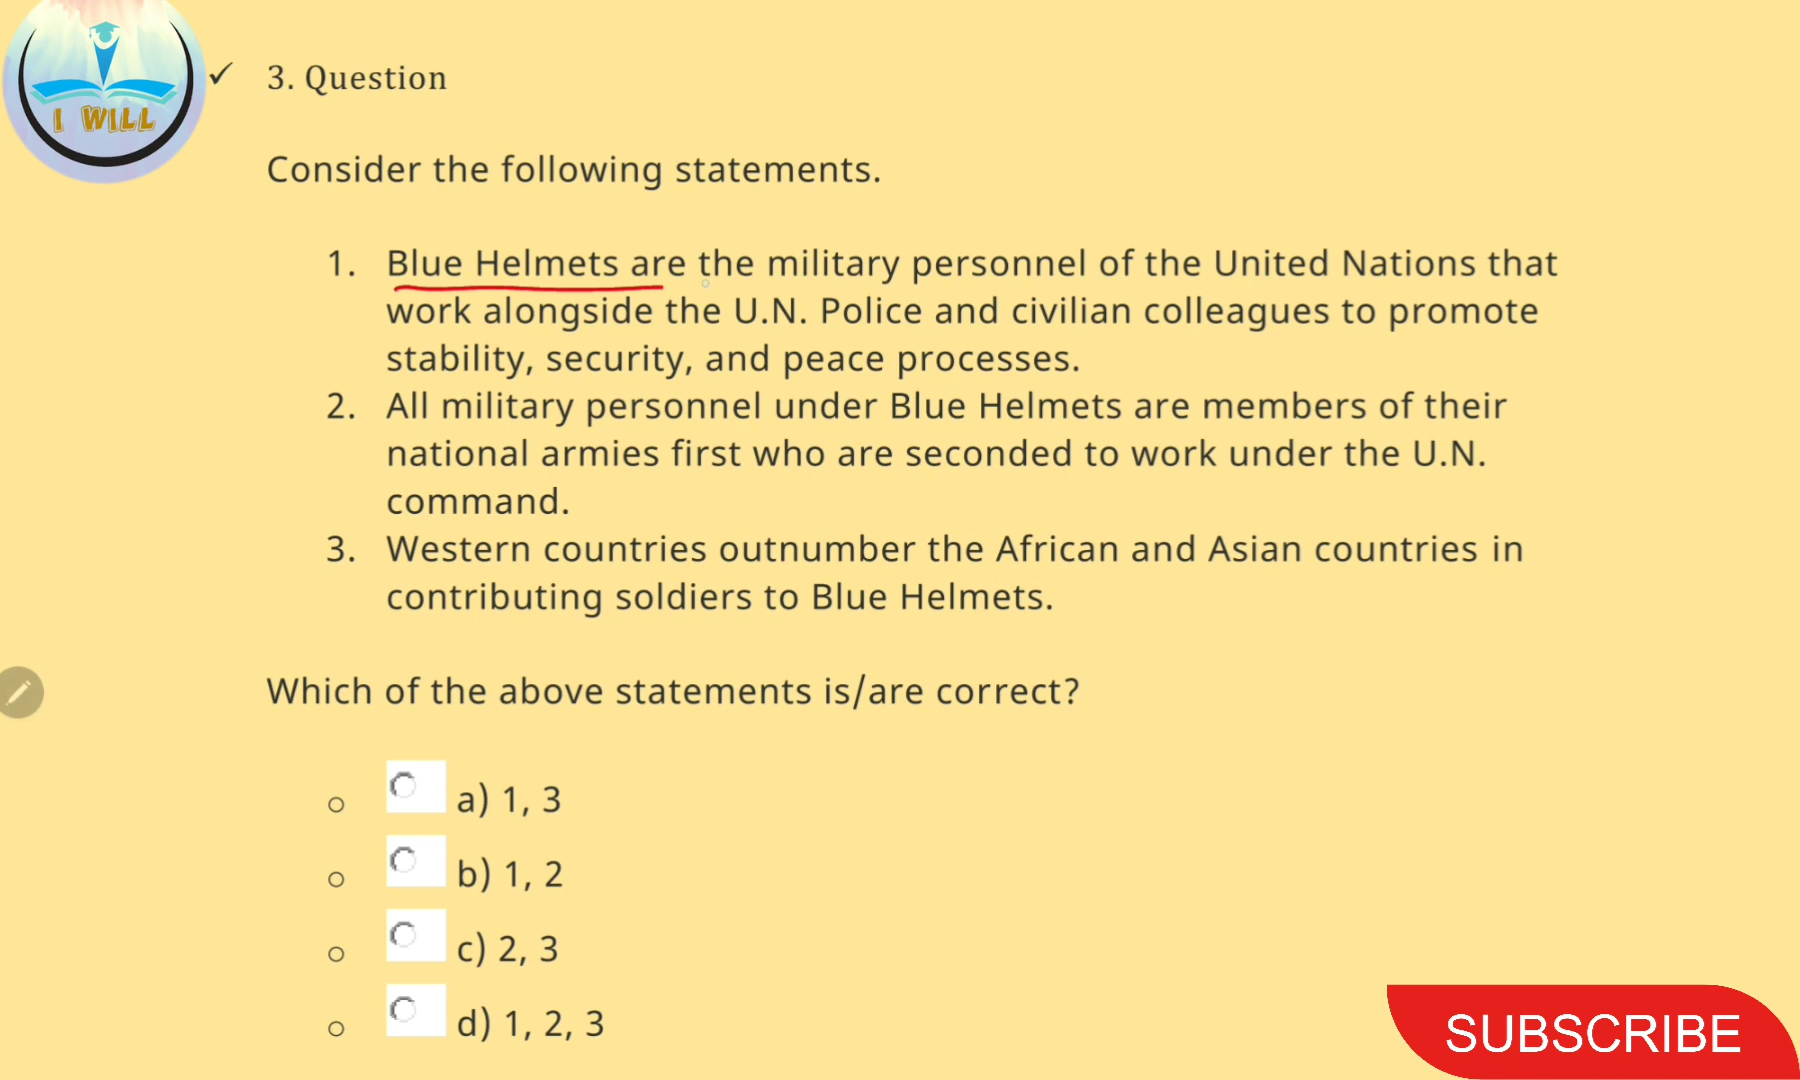 I WILL
✓ 3. Question
Consider the following statements.
1. Blue Helmets are the military personnel of the United Nations that
work alongside the U.N. Police and civilian colleagues to promote
stability, security, and peace processes.
2. All military personnel under Blue Helmets are members of their
national armies first who are seconded to work under the U.N.
command.
3. Western countries outnumber the African and Asian countries in
contributing soldiers to Blue Helmets.
Which of the above statements is/are correct?
a) 1, 3
b) 1, 2
c) 2, 3
d) 1, 2, 3
SUBSCRIBE